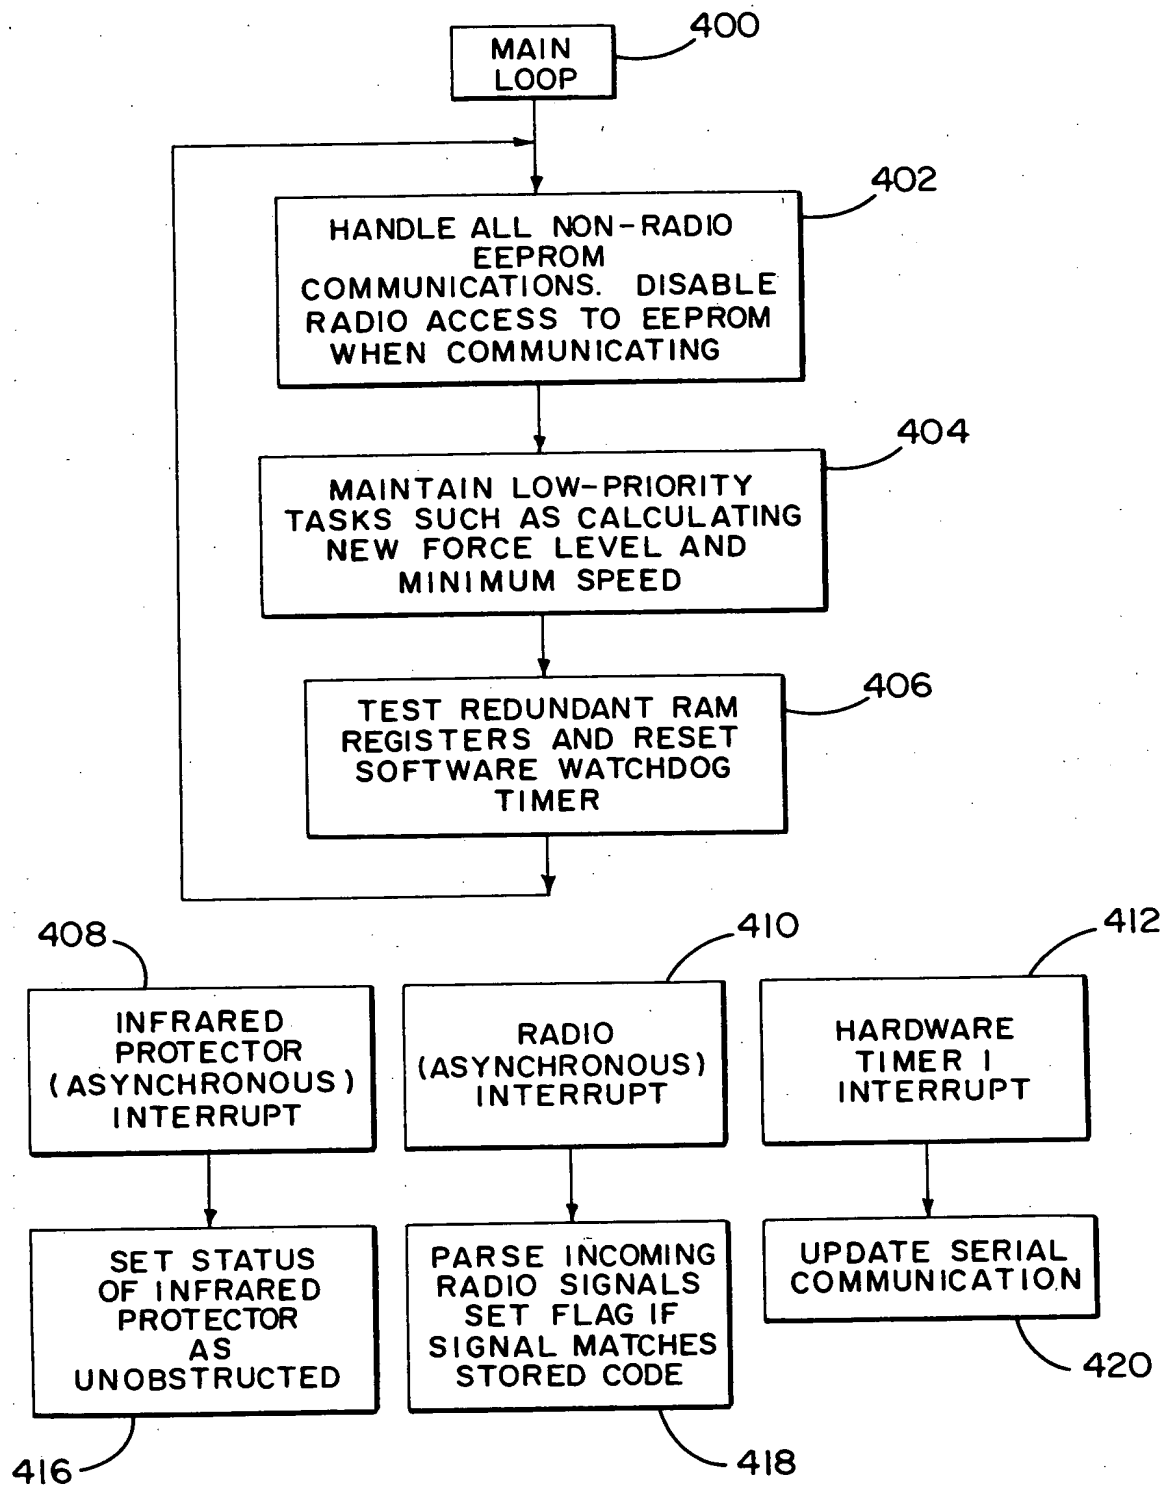 400
MAIN
LOOP
402
HANDLE ALL NON-RADIO
EEPROM
COMMUNICATIONS. DISABLE
RADIO ACCESS TO EEPROM
WHEN COMMUNICATING
404
MAINTAIN LOW-PRIORITY
TASKS SUCH AS CALCULATING
NEW FORCE LEVEL AND
MINIMUM SPEED
406
TEST REDUNDANT RAM
REGISTERS AND RESET
SOFTWARE WATCHDOG
TIMER
408
INFRARED
PROTECTOR
(ASYNCHRONOUS)
INTERRUPT
410
RADIO
(ASYNCHRONOUS)
INTERRUPT
412
HARDWARE
TIMER 1
INTERRUPT
SET STATUS
OF INFRARED
PROTECTOR
AS
UNOBSTRUCTED
416
PARSE INCOMING
RADIO SIGNALS
SET FLAG IF
SIGNAL MATCHES
STORED CODE
418
UPDATE SERIAL
COMMUNICATION
420